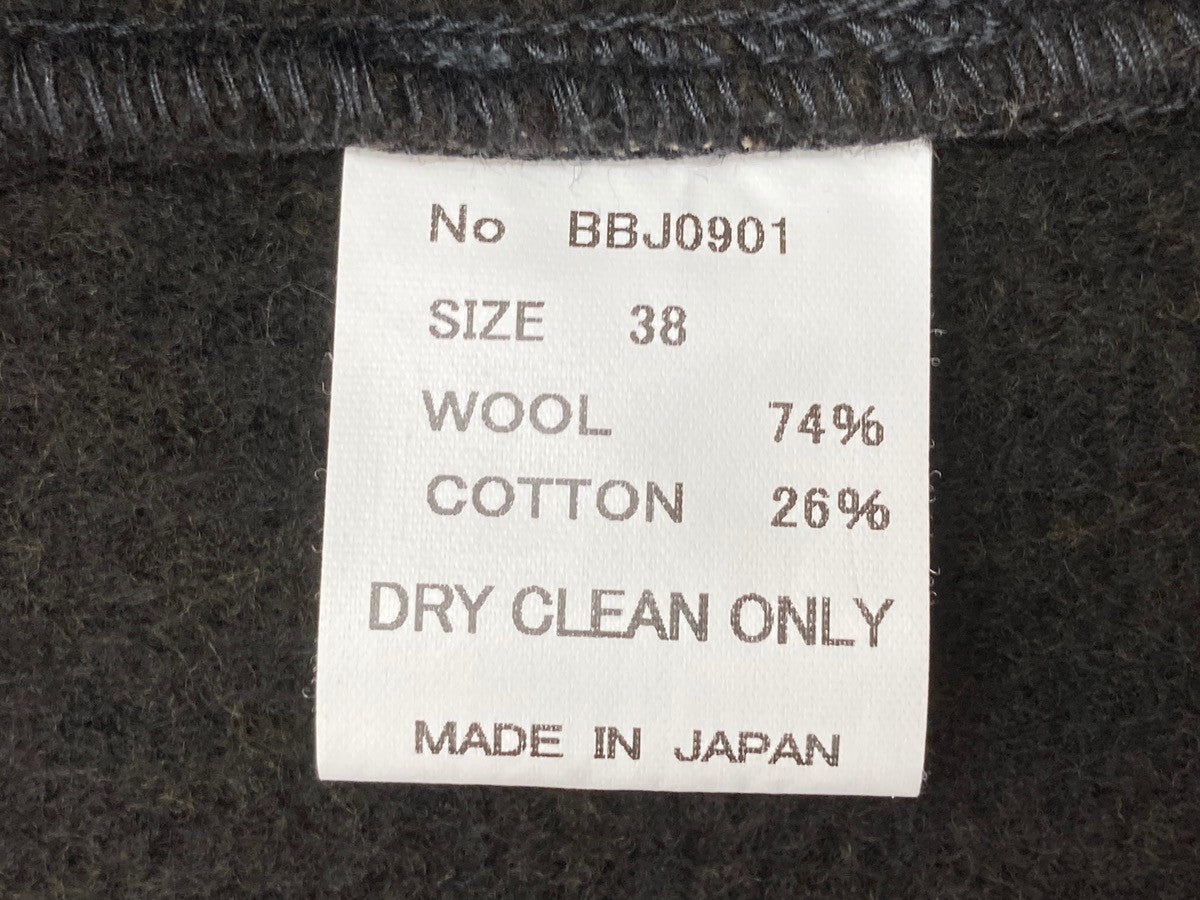 No BBJ0901
SIZE 38
WOOL 74%
COTTON 26%
DRY CLEAN ONLY
MADE IN JAPAN